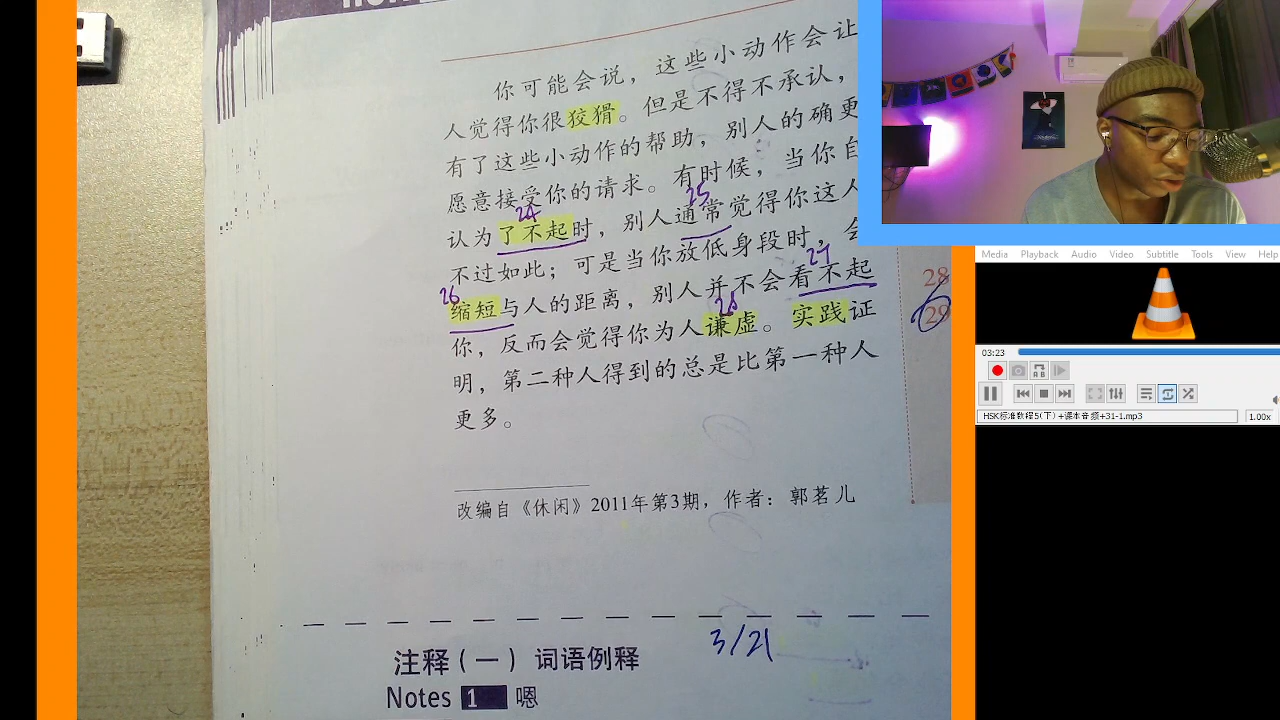 你可能会说，这些小动作会让
人觉得你很狡猾。但是不得不承认，
有了这些小动作的帮助，别人的确更
愿意接受你的请求。有时候，当你自
24
25
认为了不起时，别人通常觉得你这人
不过如此；可是当你放低身段时，会
26
27
缩短与人的距离，别人并不会看不起
28
你，反而会觉得你为人谦虚。实践证
明，第二种人得到的总是比第一种人
更多。
改编自《休闲》2011年第3期，作者：郭茗儿
3/21
注释（一）词语例释
Notes 1 嗯
28
29
Media Playback Audio Video Subtitle Tools View Help
03:23
HSK标准教程5(下)+课本音频+31-1.mp3
1.00x